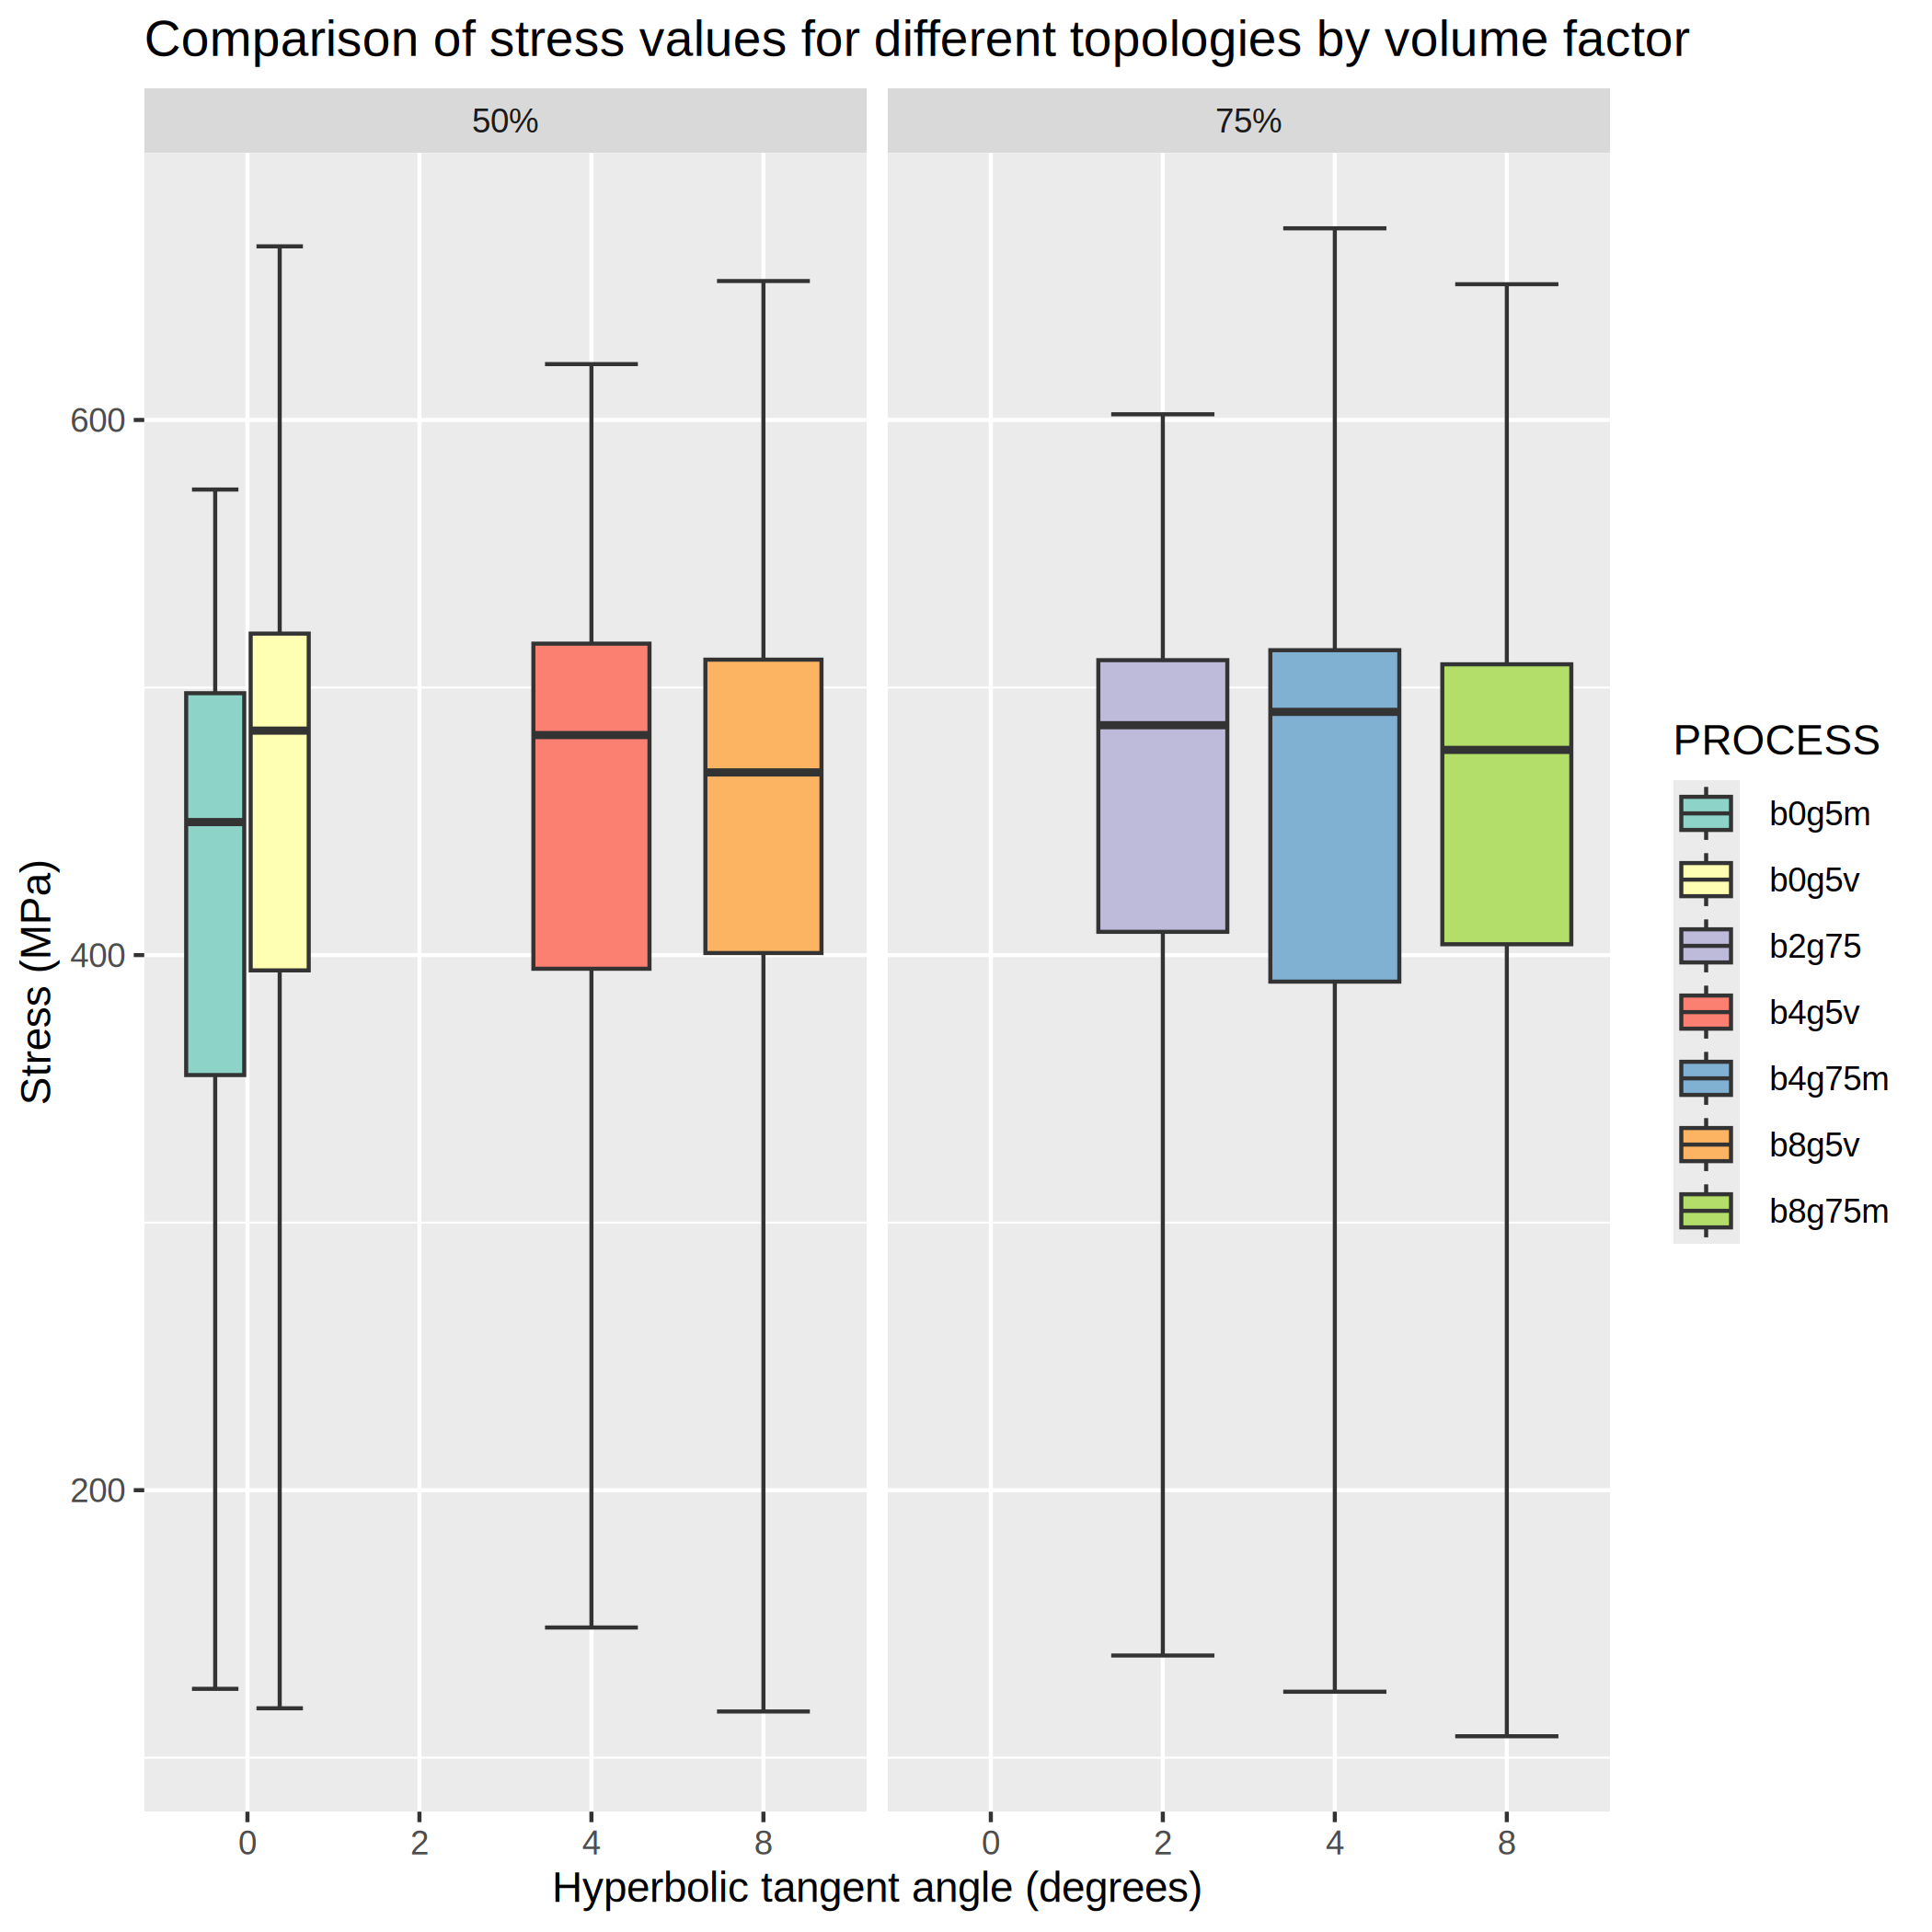 Comparison of stress values for different topologies by volume factor
50%
75%
600
400
200
Stress (MPa)
0
2
4
8
0
2
4
8
Hyperbolic tangent angle (degrees)
PROCESS
b0g5m
b0g5v
b2g75
b4g5v
b4g75m
b8g5v
b8g75m